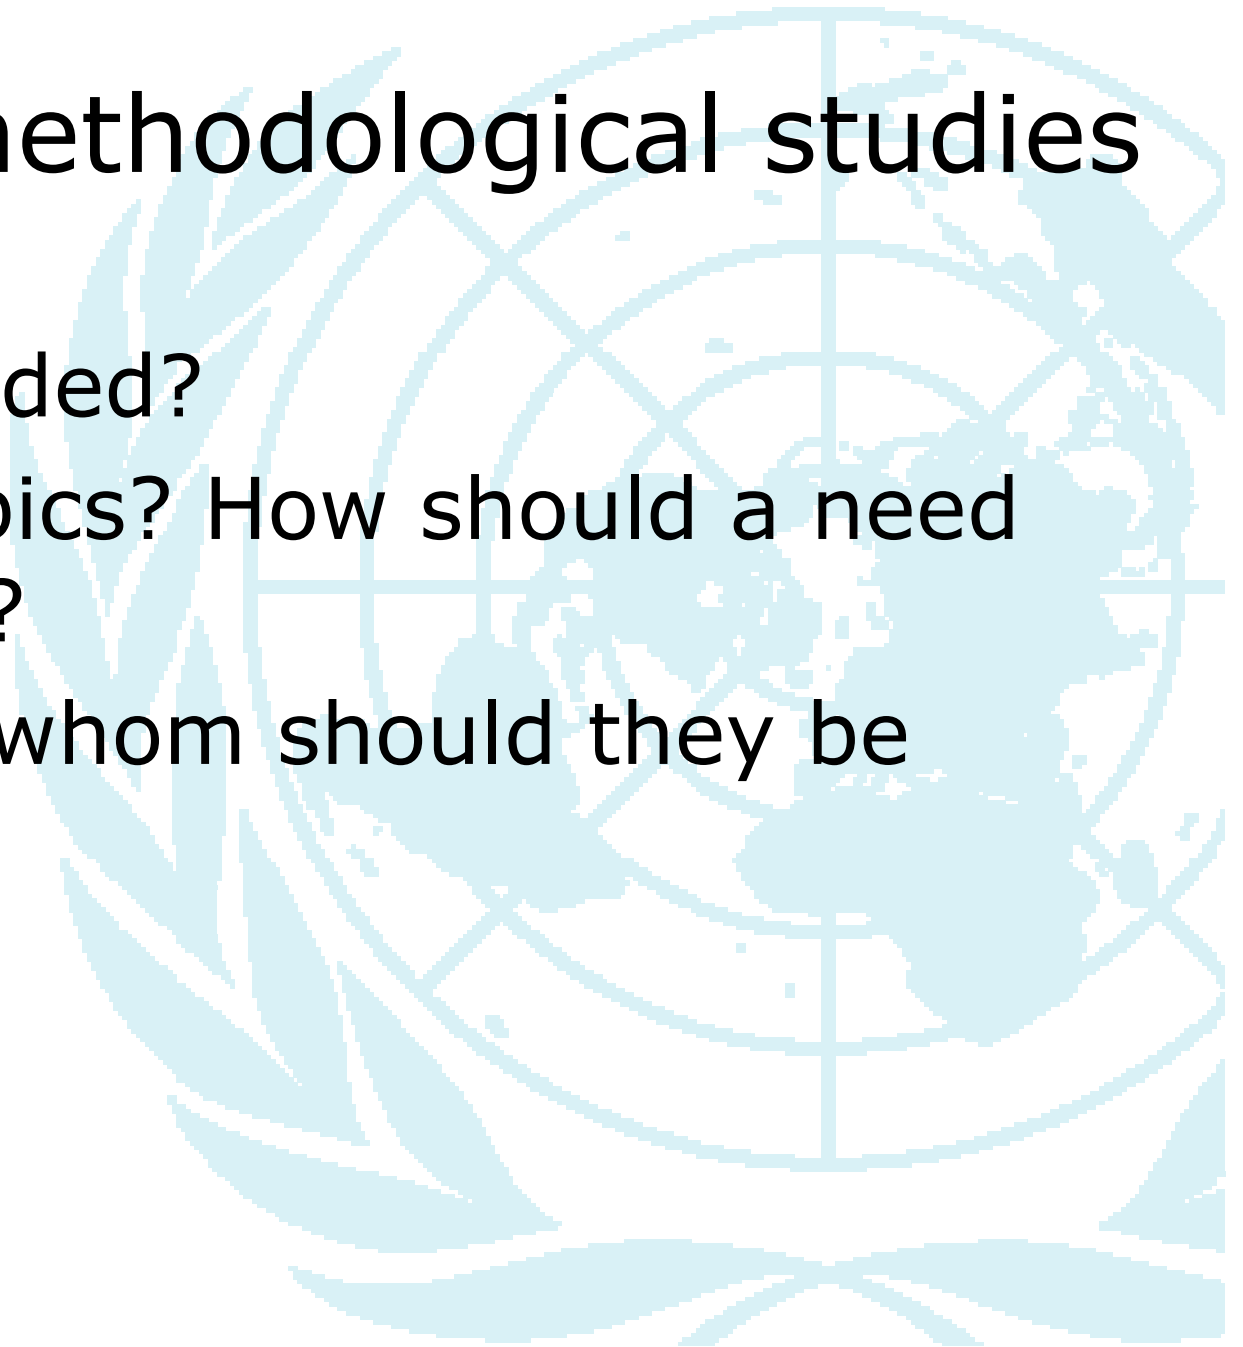 ethodological studies
ded?
ics? How should a need
?
whom should they be